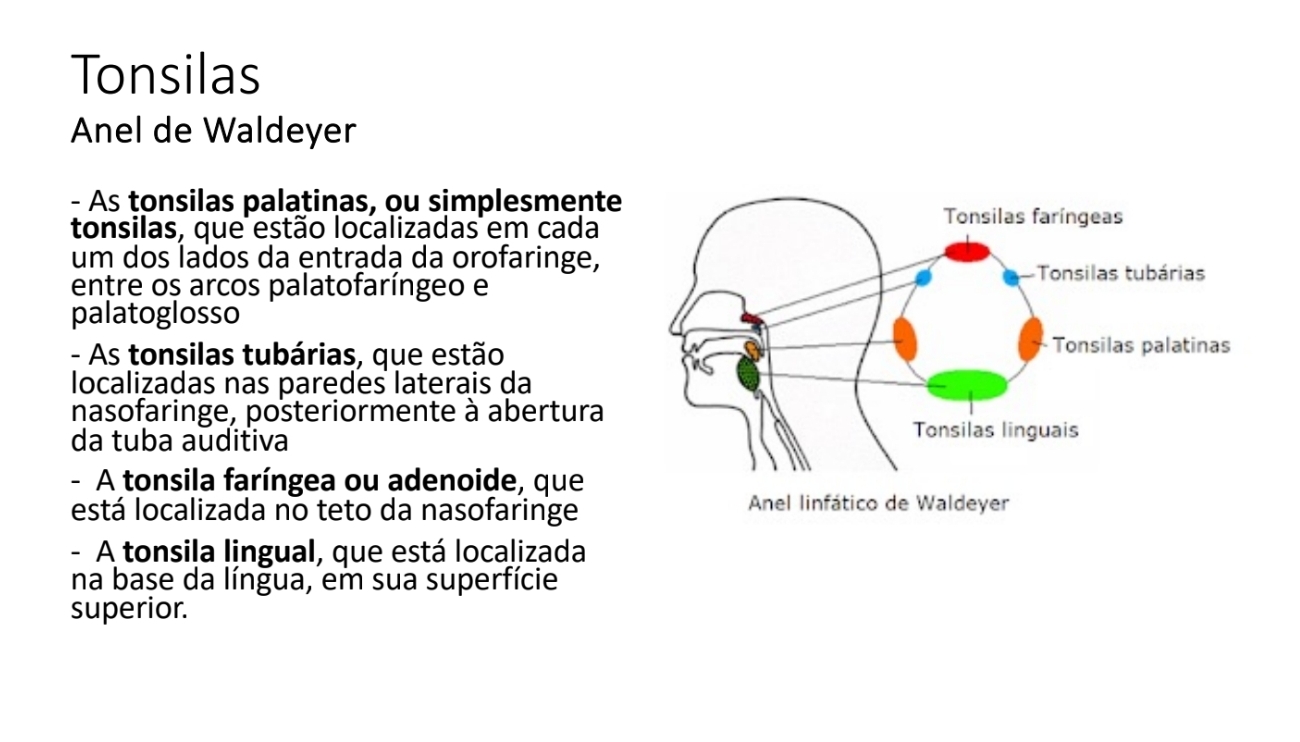 Tonsilas
Anel de Waldeyer
- As tonsilas palatinas, ou simplesmente
tonsilas, que estão localizadas em cada
um dos lados da entrada da orofaringe,
entre os arcos palatofaríngeo e
palatoglosso
- As tonsilas tubárias, que estão
localizadas nas paredes laterais da
nasofaringe, posteriormente à abertura
da tuba auditiva
- A tonsila faríngea ou adenoide, que
está localizada no teto da nasofaringe
- A tonsila lingual, que está localizada
na base da língua, em sua superfície
superior.
Tonsilas faríngeas
Tonsilas tubárias
Tonsilas palatinas
Tonsilas linguais
Anel linfático de Waldeyer